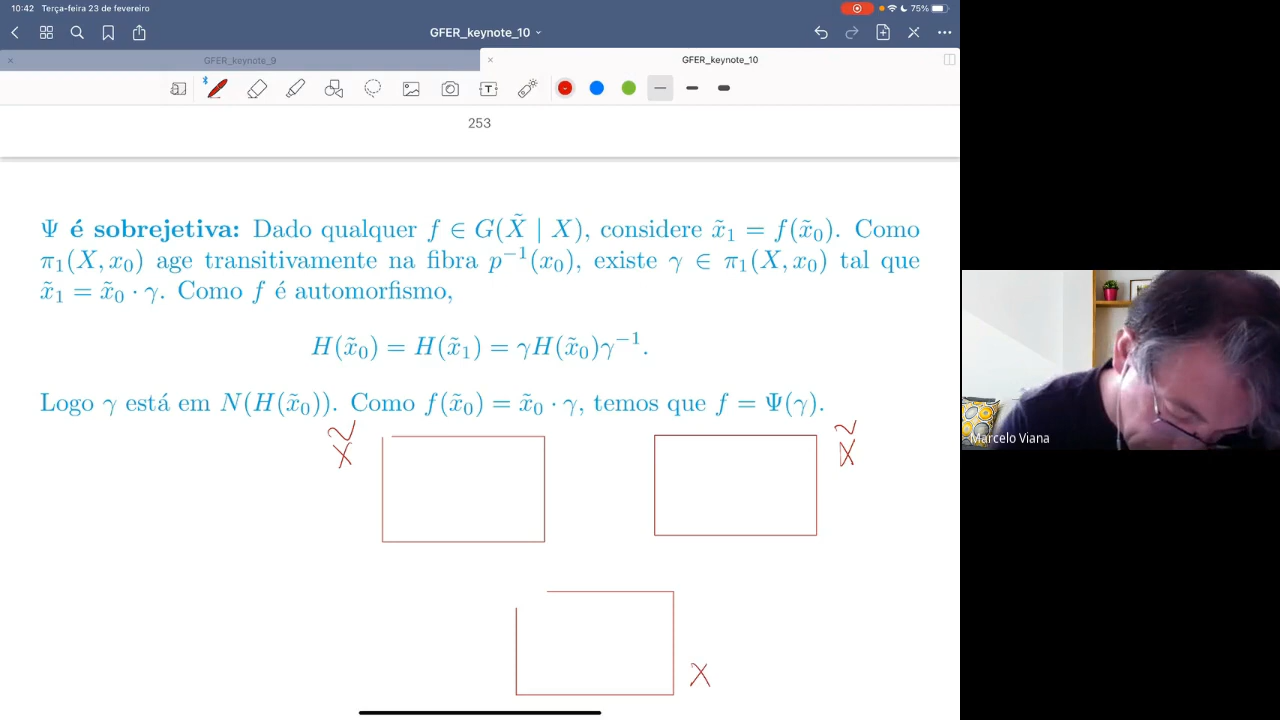 10:42 Terça-feira 23 de fevereiro
75%
GFER_keynote_10
GFER_keynote_9
GFER_keynote_10
T
253
Ψ é sobrejetiva: Dado qualquer f ∈ G(X̃ | X), considere x̃₁ = f(x̃₀). Como
π₁(X, x₀) age transitivamente na fibra p⁻¹(x₀), existe γ ∈ π₁(X, x₀) tal que
x̃₁ = x̃₀ · γ. Como f é automorfismo,
H(x̃₀) = H(x̃₁) = γH(x̃₀)γ⁻¹.
Logo γ está em N(H(x̃₀)). Como f(x̃₀) = x̃₀ · γ, temos que f = Ψ(γ).
X̃
X̃
X
Marcelo Viana